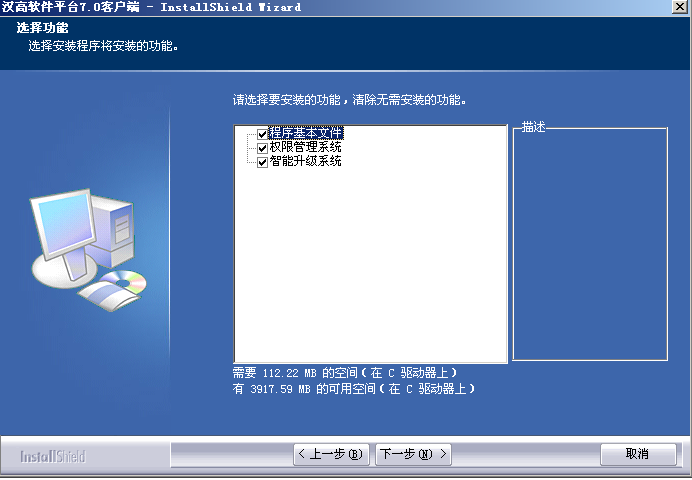 汉高软件平台7.0客户端 - InstallShield Wizard
选择功能
选择安装程序将安装的功能。
请选择要安装的功能，清除无需安装的功能。
程序基本文件
权限管理系统
智能升级系统
描述
需要 112.22 MB 的空间(在 C 驱动器上)
有 3917.59 MB 的可用空间(在 C 驱动器上)
InstallShield
< 上一步(B)
下一步(N) >
取消